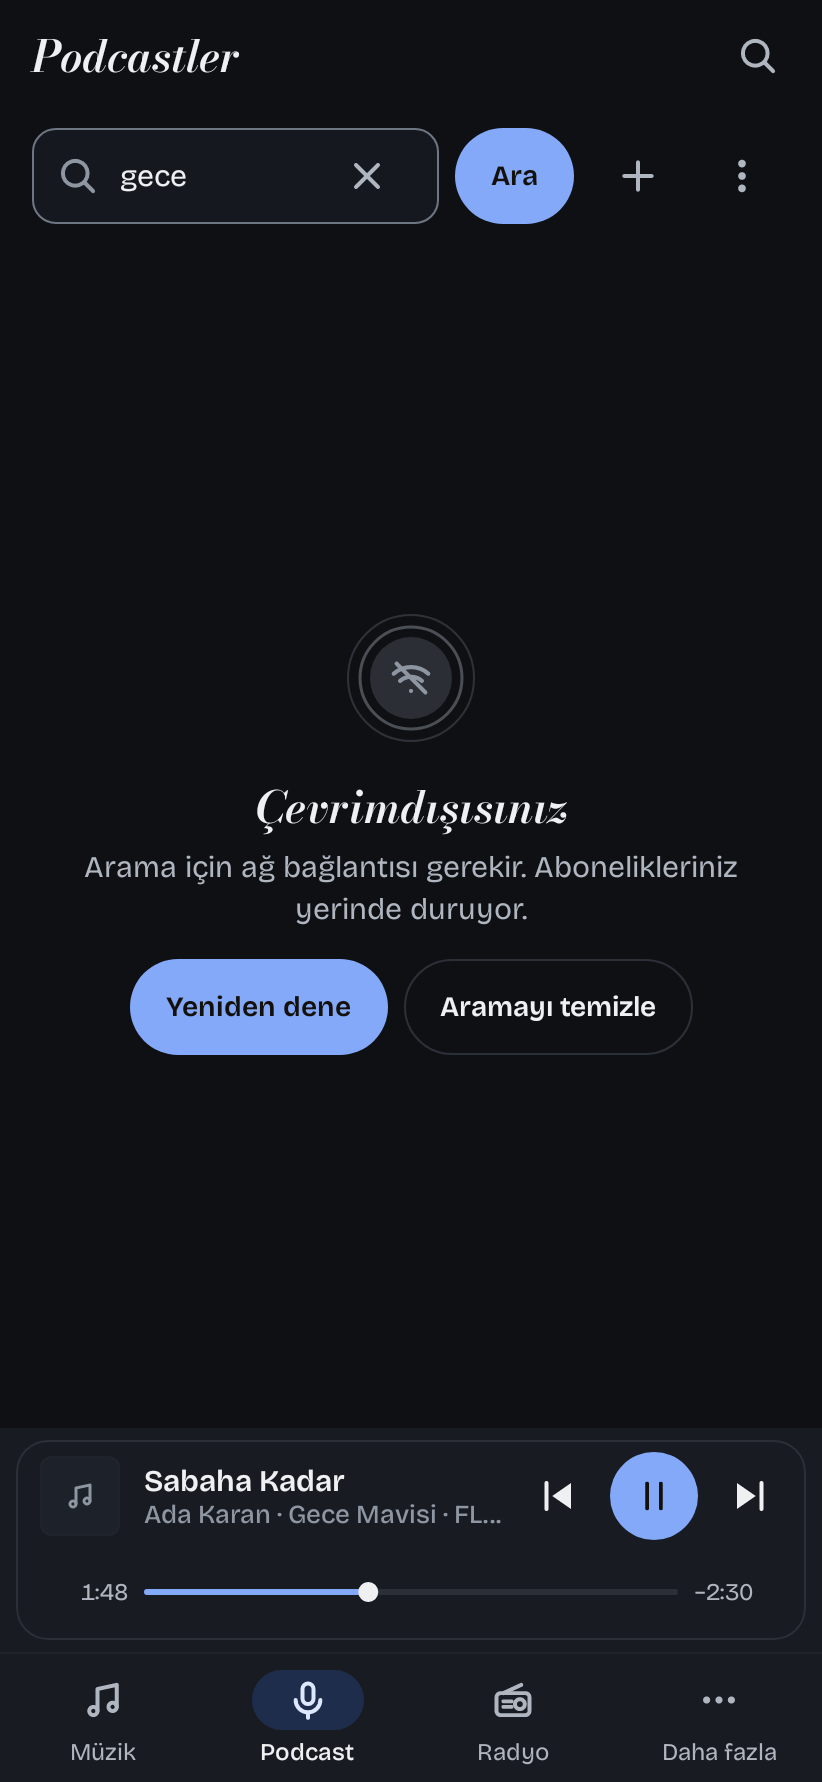 Podcastler
gece
Ara
Çevrimdışısınız
Arama için ağ bağlantısı gerekir. Abonelikleriniz
yerinde duruyor.
Yeniden dene
Aramayı temizle
Sabaha Kadar
Ada Karan · Gece Mavisi · FL...
1:48
−2:30
Müzik
Podcast
Radyo
Daha fazla